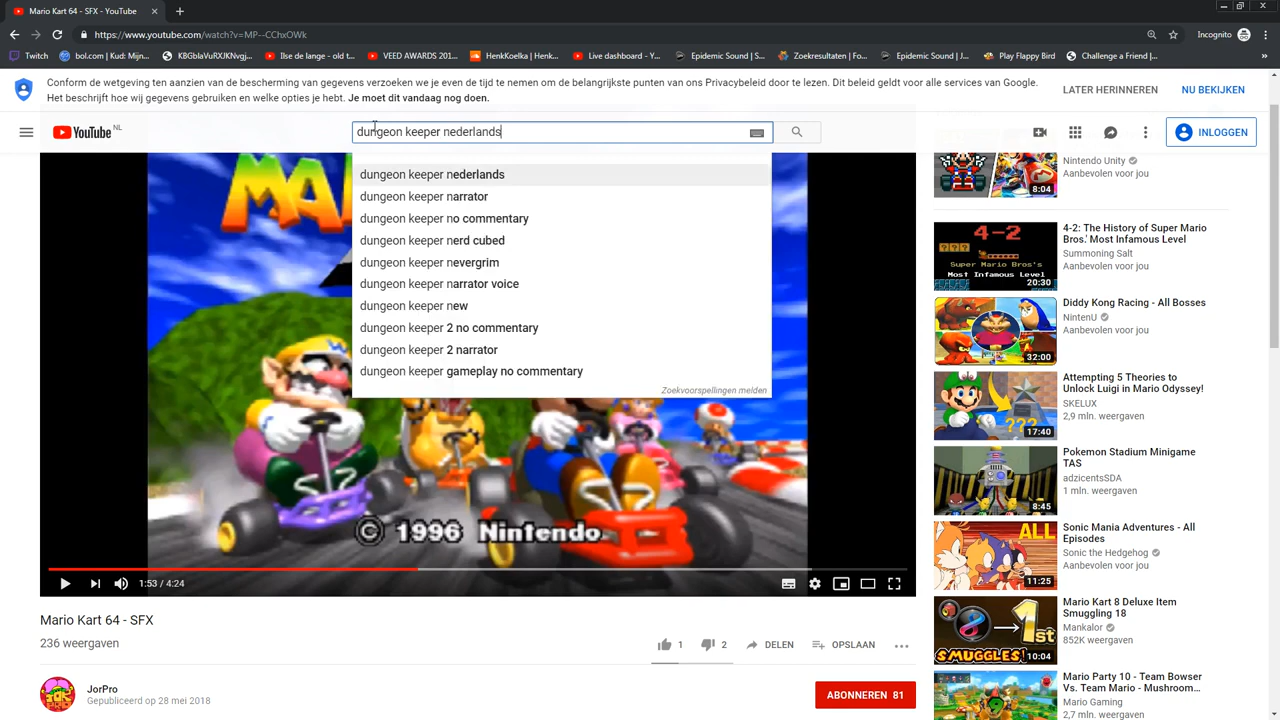 Mario Kart 64 - SFX - YouTube
https://www.youtube.com/watch?v=MP--CChxOWk
Incognito
Twitch
bol.com | Kud: Mijn...
KBGblaVuRXJKNvgj...
Ilse de lange - old t...
VEED AWARDS 201...
HenkKoelka | Henk...
Live dashboard - Y...
Epidemic Sound | S...
Zoekresultaten | Fo...
Epidemic Sound | ...
Play Flappy Bird
Challenge a Friend |...
Conform de wetgeving ten aanzien van de bescherming van gegevens verzoeken we je even de tijd te nemen om de belangrijkste punten van ons Privacybeleid door te lezen. Dit beleid geldt voor alle services van Google.
Het beschrijft hoe wij gegevens gebruiken en welke opties je hebt. Je moet dit vandaag nog doen.
LATER HERINNEREN
NU BEKIJKEN
YouTube NL
dungeon keeper nederlands
INLOGGEN
dungeon keeper nederlands
dungeon keeper narrator
dungeon keeper no commentary
dungeon keeper nerd cubed
dungeon keeper nevergrim
dungeon keeper narrator voice
dungeon keeper new
dungeon keeper 2 no commentary
dungeon keeper 2 narrator
dungeon keeper gameplay no commentary
Zoekvoorspellingen melden
© 1996 Nintendo
1:53 / 4:24
Mario Kart 64 - SFX
236 weergaven
1
2
DELEN
OPSLAAN
JorPro
Gepubliceerd op 28 mei 2018
ABONNEREN 81
Nintendo Unity
Aanbevolen voor jou
8:04
4-2: The History of Super Mario
Bros.' Most Infamous Level
Summoning Salt
Aanbevolen voor jou
4-2
Super Mario Bros's
Most Infamous Level
20:30
Diddy Kong Racing - All Bosses
NintenU
Aanbevolen voor jou
32:00
Attempting 5 Theories to
Unlock Luigi in Mario Odyssey!
SKELUX
2,9 mln. weergaven
???
17:40
Pokemon Stadium Minigame
TAS
adzicentsSDA
1 mln. weergaven
8:45
Sonic Mania Adventures - All
Episodes
Sonic the Hedgehog
Aanbevolen voor jou
ALL
11:25
Mario Kart 8 Deluxe Item
Smuggling 18
Mankalor
852K weergaven
1st
SMUGGLES!
10:04
Mario Party 10 - Team Bowser
Vs. Team Mario - Mushroom...
Mario Gaming
2,7 mln. weergaven